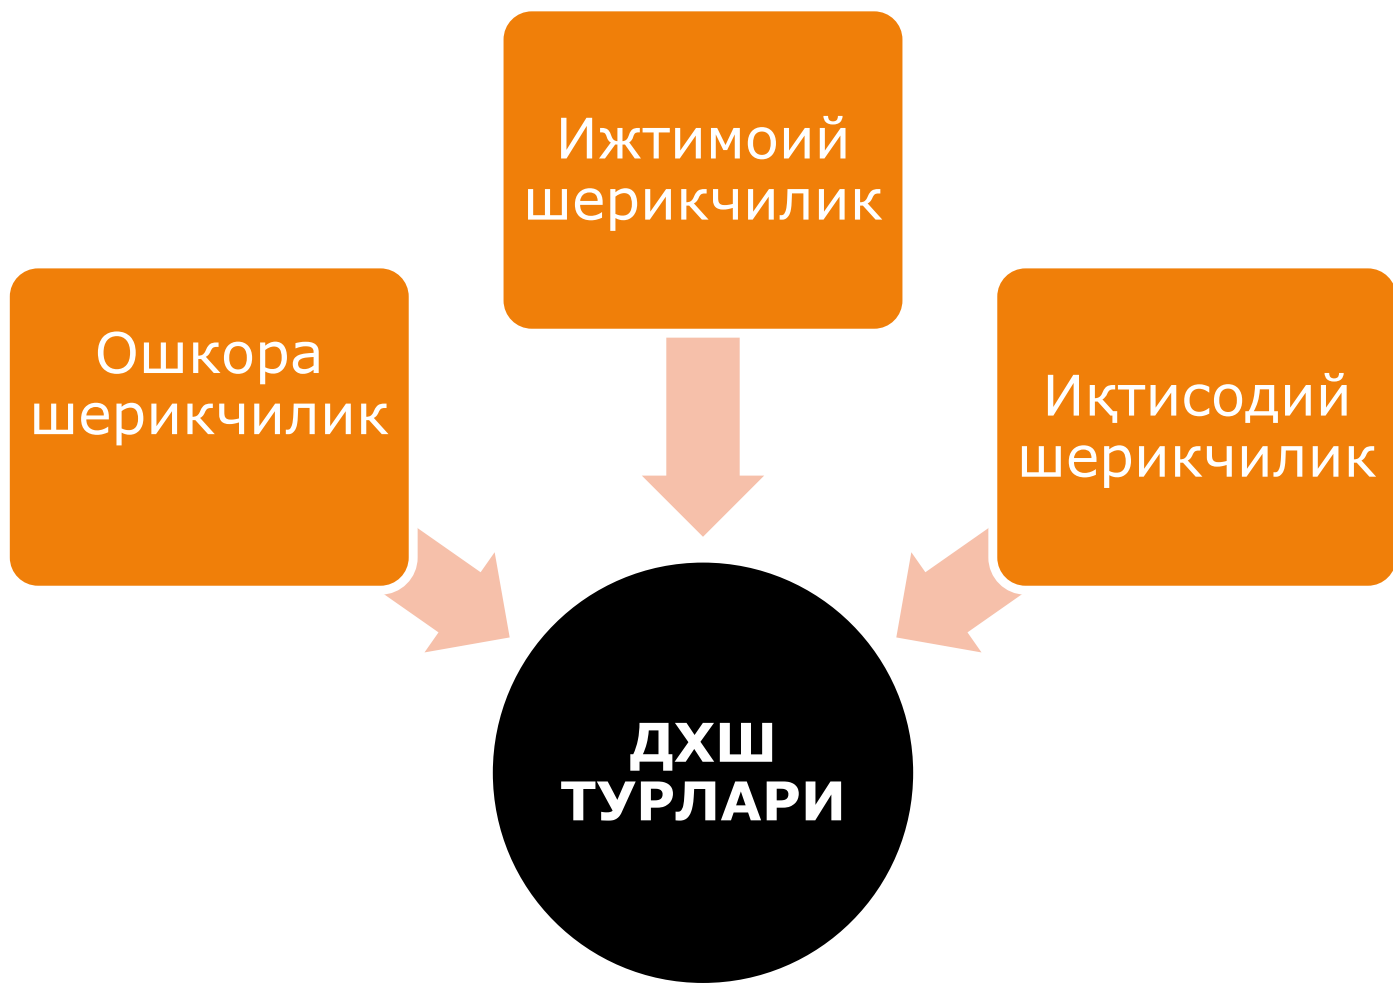 Ижтимоий
шерикчилик
Ошкора
шерикчилик
Иқтисодий
шерикчилик
ДХШ
ТУРЛАРИ